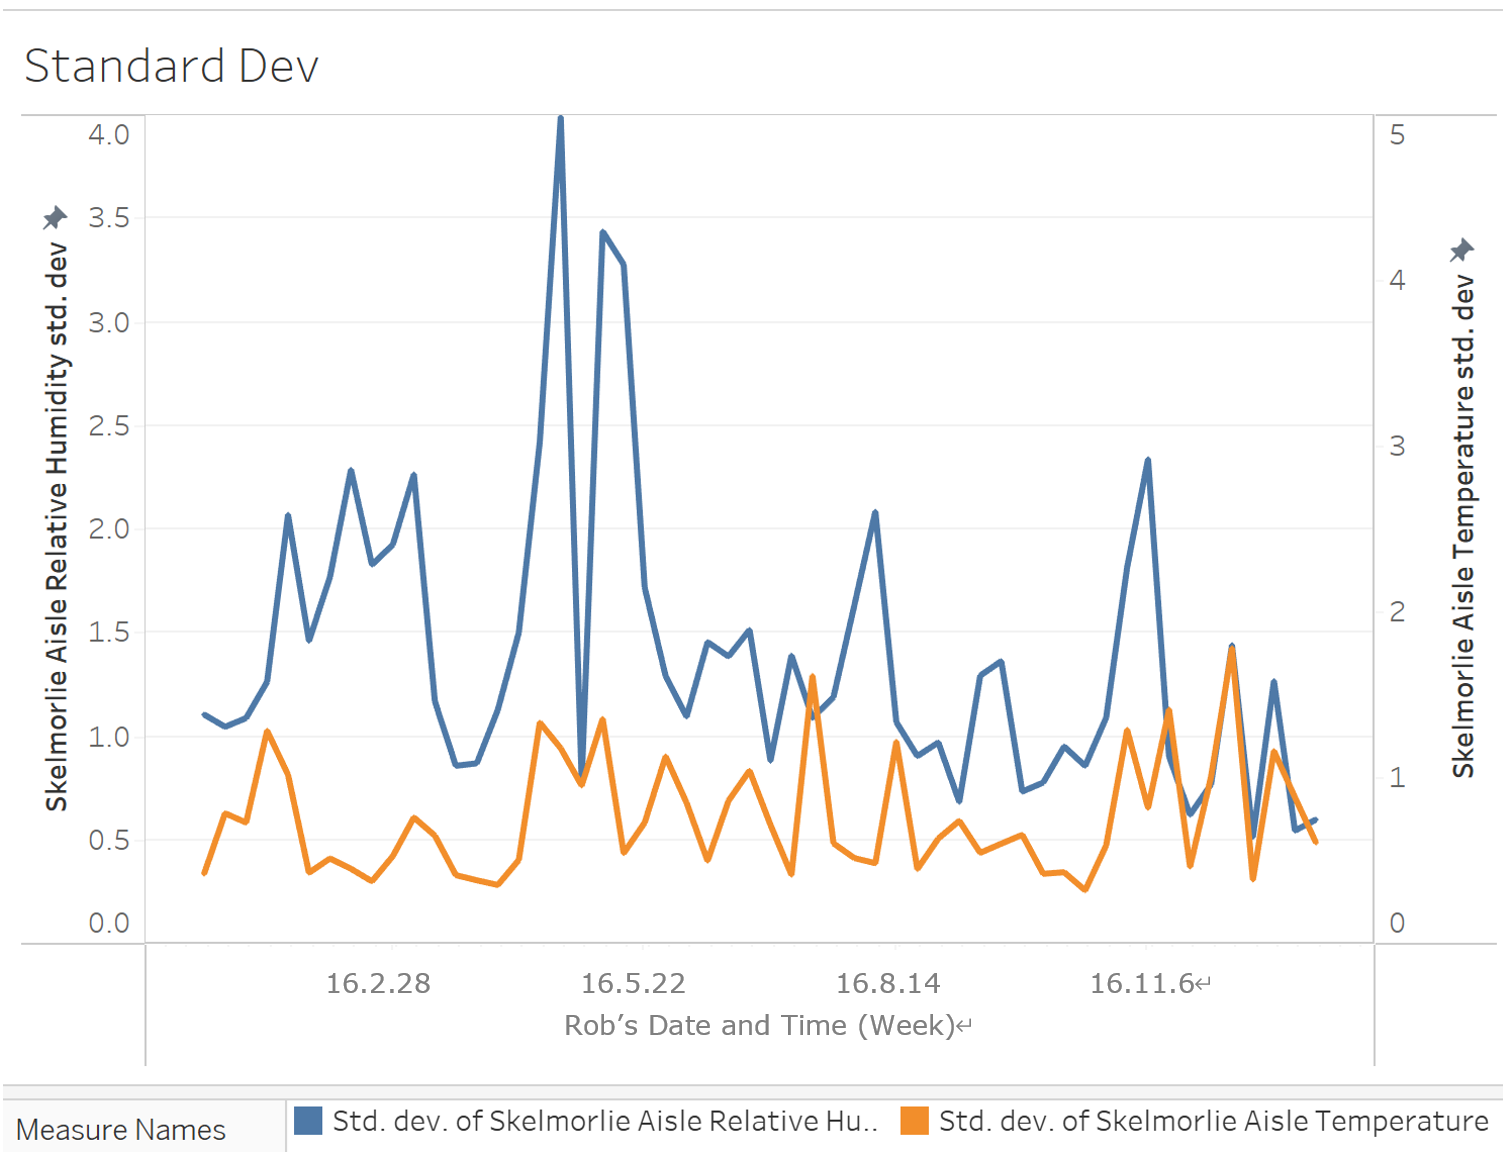 Standard Dev
Skelmorlie Aisle Relative Humidity std. dev
4.0
3.5
3.0
2.5
2.0
1.5
1.0
0.5
0.0
5
4
3
2
1
0
Skelmorlie Aisle Temperature std. dev
16.2.28 16.5.22 16.8.14 16.11.6↵
Rob’s Date and Time (Week)↵
Measure Names
Std. dev. of Skelmorlie Aisle Relative Hu..
Std. dev. of Skelmorlie Aisle Temperature